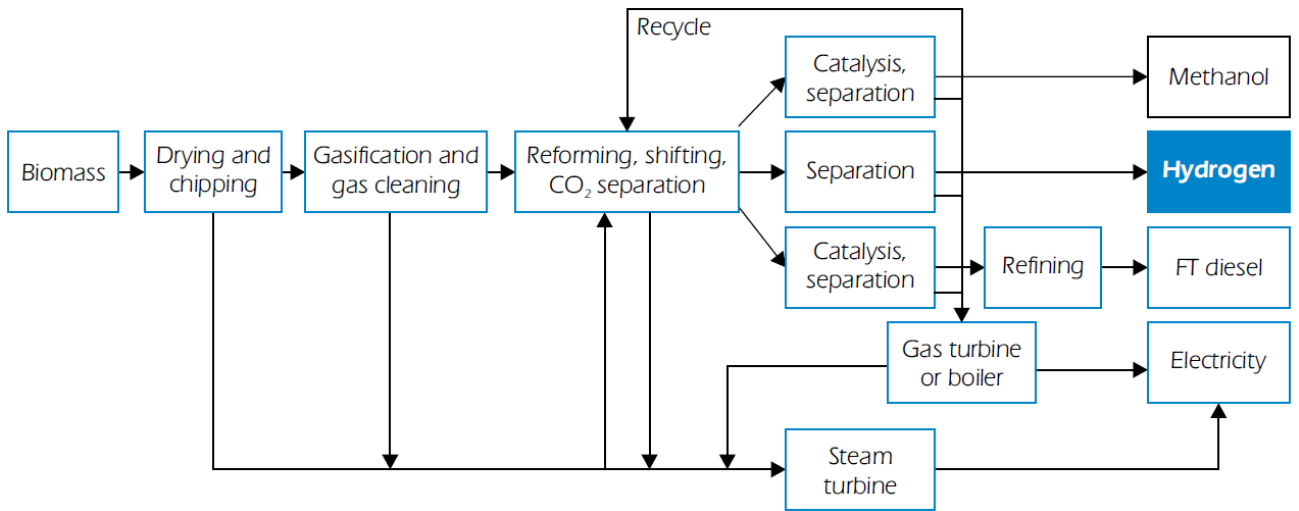 Recycle
Catalysis,
separation
Methanol
Biomass
Drying and
chipping
Gasification and
gas cleaning
Reforming, shifting,
CO₂ separation
Separation
Hydrogen
Catalysis,
separation
Refining
FT diesel
Gas turbine
or boiler
Electricity
Steam
turbine